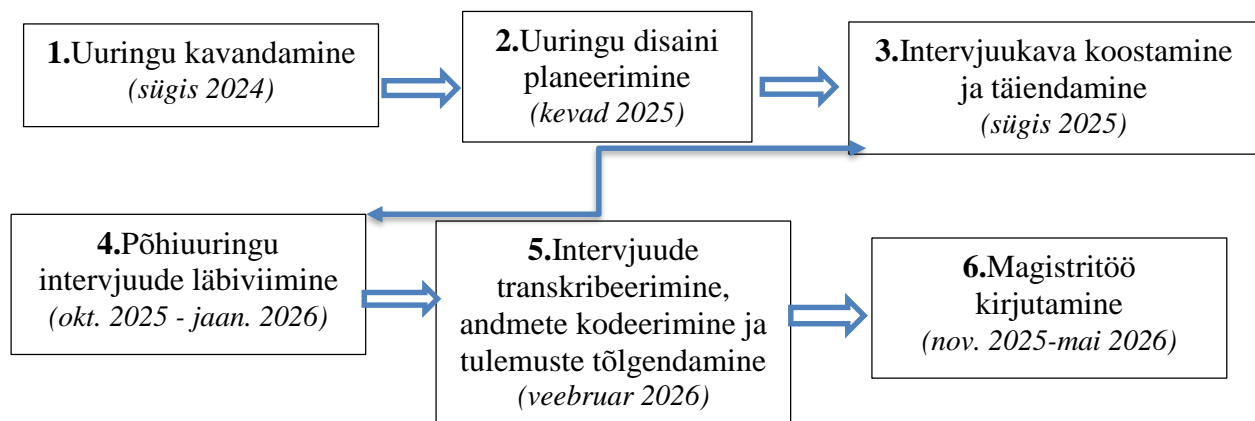 1.Uuringu kavandamine
(sügis 2024)
2.Uuringu disaini
planeerimine
(kevad 2025)
3.Intervjuukava koostamine
ja täiendamine
(sügis 2025)
4.Põhiuuringu
intervjuude läbiviimine
(okt. 2025 - jaan. 2026)
5.Intervjuude
transkribeerimine,
andmete kodeerimine ja
tulemuste tõlgendamine
(veebruar 2026)
6.Magistritöö
kirjutamine
(nov. 2025-mai 2026)